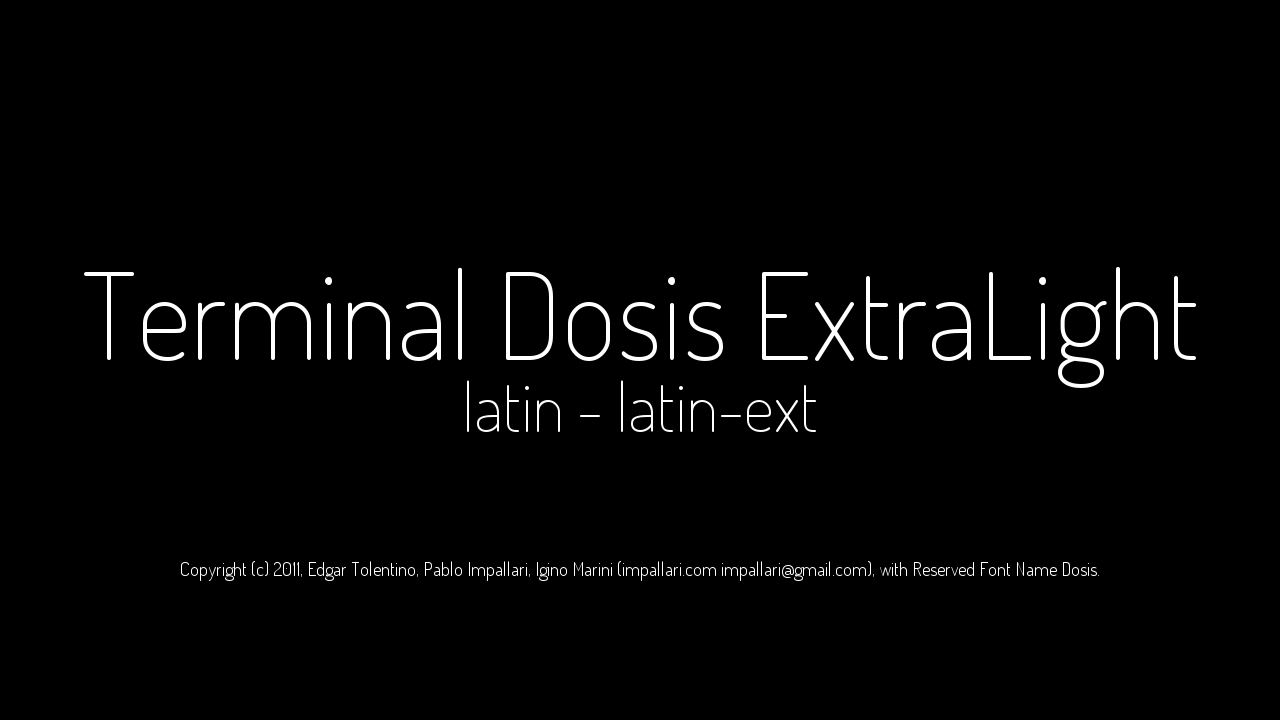 Terminal Dosis ExtraLight
latin - latin-ext
Copyright (c) 2011, Edgar Tolentino, Pablo Impallari, Igino Marini (impallari.com impallari@gmail.com), with Reserved Font Name Dosis.